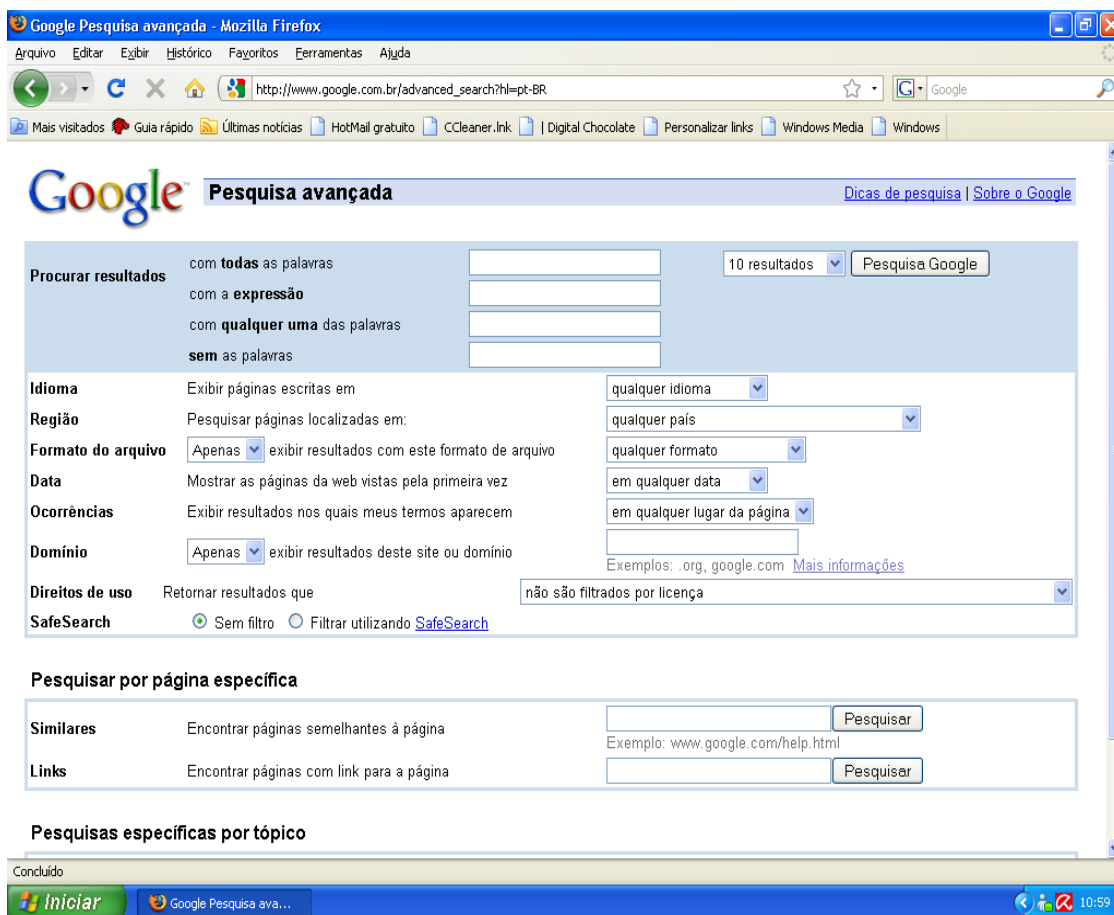 Google Pesquisa avançada - Mozilla Firefox
Arquivo Editar Exibir Histórico Favoritos Ferramentas Ajuda
http://www.google.com.br/advanced_search?hl=pt-BR G Google
Mais visitados Guia rápido Últimas notícias HotMail gratuito CCleaner.lnk | Digital Chocolate Personalizar links Windows Media Windows
Google™ Pesquisa avançada Dicas de pesquisa | Sobre o Google
Procurar resultados com todas as palavras 10 resultados Pesquisa Google
com a expressão
com qualquer uma das palavras
sem as palavras
Idioma Exibir páginas escritas em qualquer idioma
Região Pesquisar páginas localizadas em: qualquer país
Formato do arquivo Apenas exibir resultados com este formato de arquivo qualquer formato
Data Mostrar as páginas da web vistas pela primeira vez em qualquer data
Ocorrências Exibir resultados nos quais meus termos aparecem em qualquer lugar da página
Domínio Apenas exibir resultados deste site ou domínio
Exemplos: .org, google.com Mais informações
Direitos de uso Retornar resultados que não são filtrados por licença
SafeSearch Sem filtro Filtrar utilizando SafeSearch
Pesquisar por página específica
Similares Encontrar páginas semelhantes à página Pesquisar
Exemplo: www.google.com/help.html
Links Encontrar páginas com link para a página Pesquisar
Pesquisas específicas por tópico
Concluído
Iniciar Google Pesquisa ava... 10:59